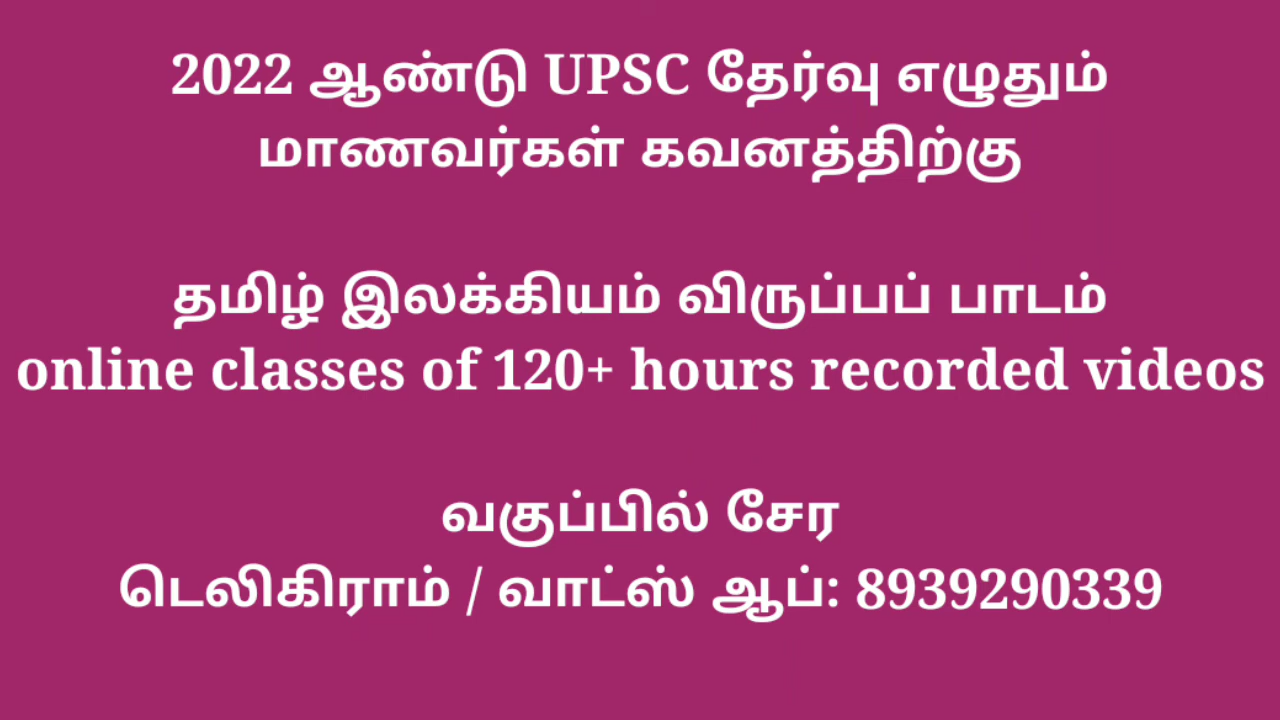 2022 ஆண்டு UPSC தேர்வு எழுதும்
மாணவர்கள் கவனத்திற்கு
தமிழ் இலக்கியம் விருப்பப் பாடம்
online classes of 120+ hours recorded videos
வகுப்பில் சேர
டெலிகிராம் / வாட்ஸ் ஆப்: 8939290339